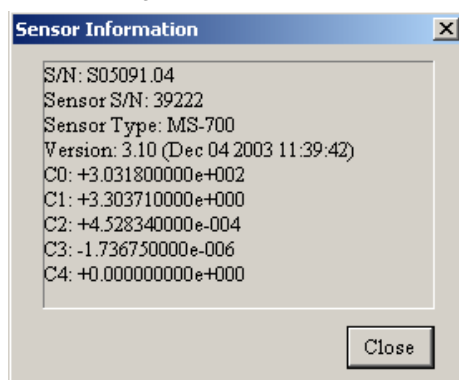 Sensor Information
S/N: S05091.04
Sensor S/N: 39222
Sensor Type: MS-700
Version: 3.10 (Dec 04 2003 11:39:42)
C0: +3.031800000e+002
C1: +3.303710000e+000
C2: +4.528340000e-004
C3: -1.736750000e-006
C4: +0.000000000e+000
Close